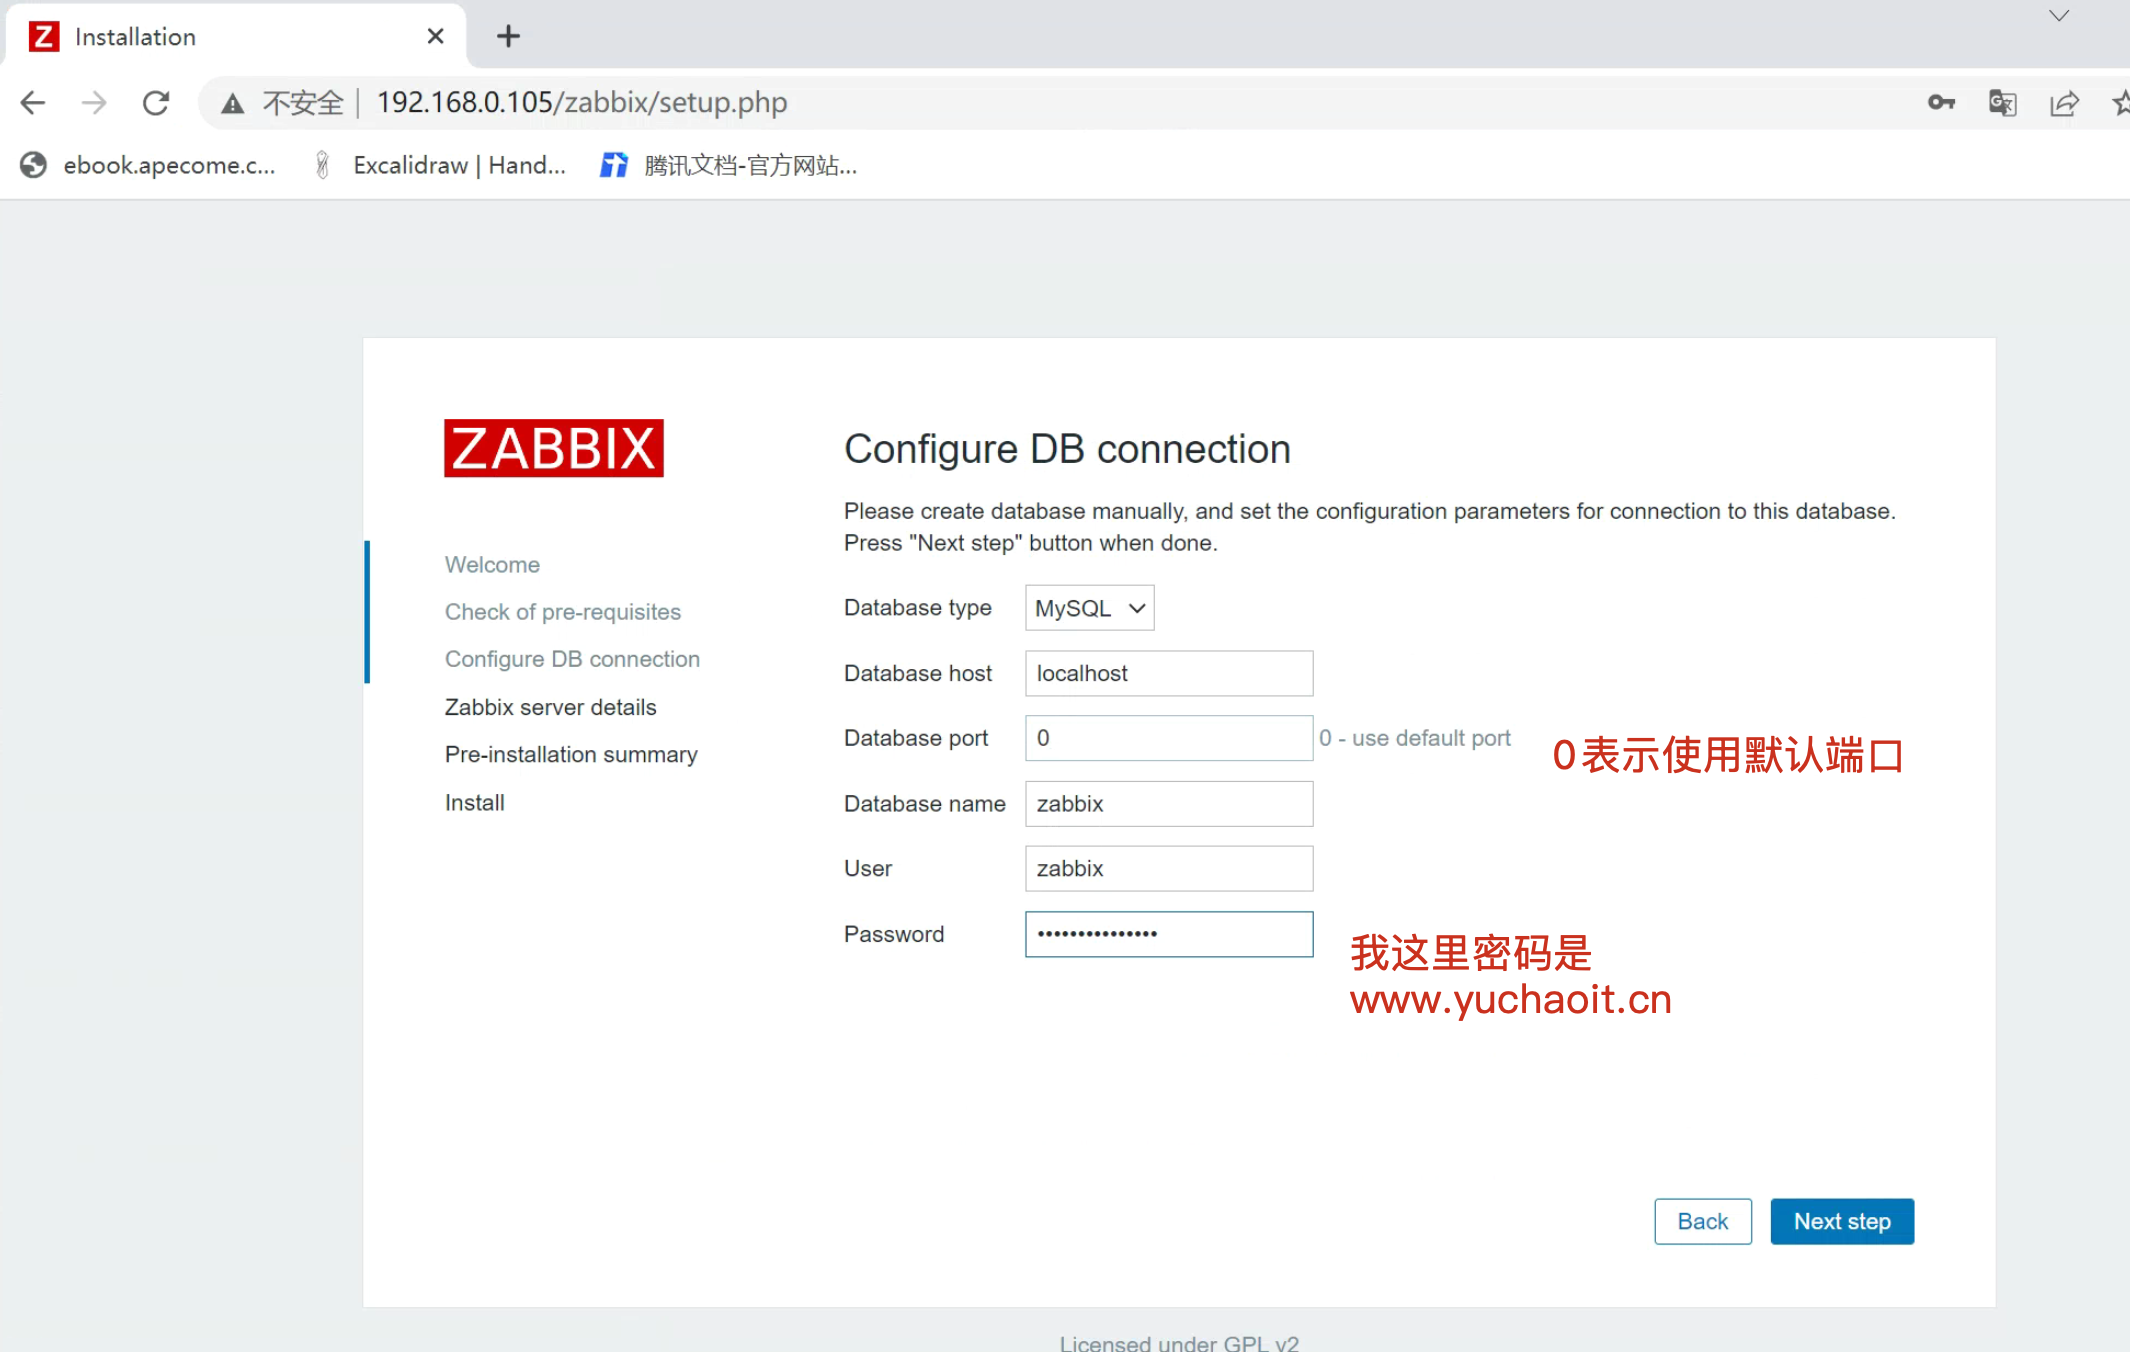 Installation
不安全 | 192.168.0.105/zabbix/setup.php
ebook.apecome.c... Excalidraw | Hand... 腾讯文档-官方网站...
ZABBIX
Welcome
Check of pre-requisites
Configure DB connection
Zabbix server details
Pre-installation summary
Install
Configure DB connection
Please create database manually, and set the configuration parameters for connection to this database.
Press "Next step" button when done.
Database type MySQL
Database host localhost
Database port 0 0 - use default port
0表示使用默认端口
Database name zabbix
User zabbix
Password •••••••••••••••
我这里密码是
www.yuchaoit.cn
Back Next step
Licensed under GPL v2